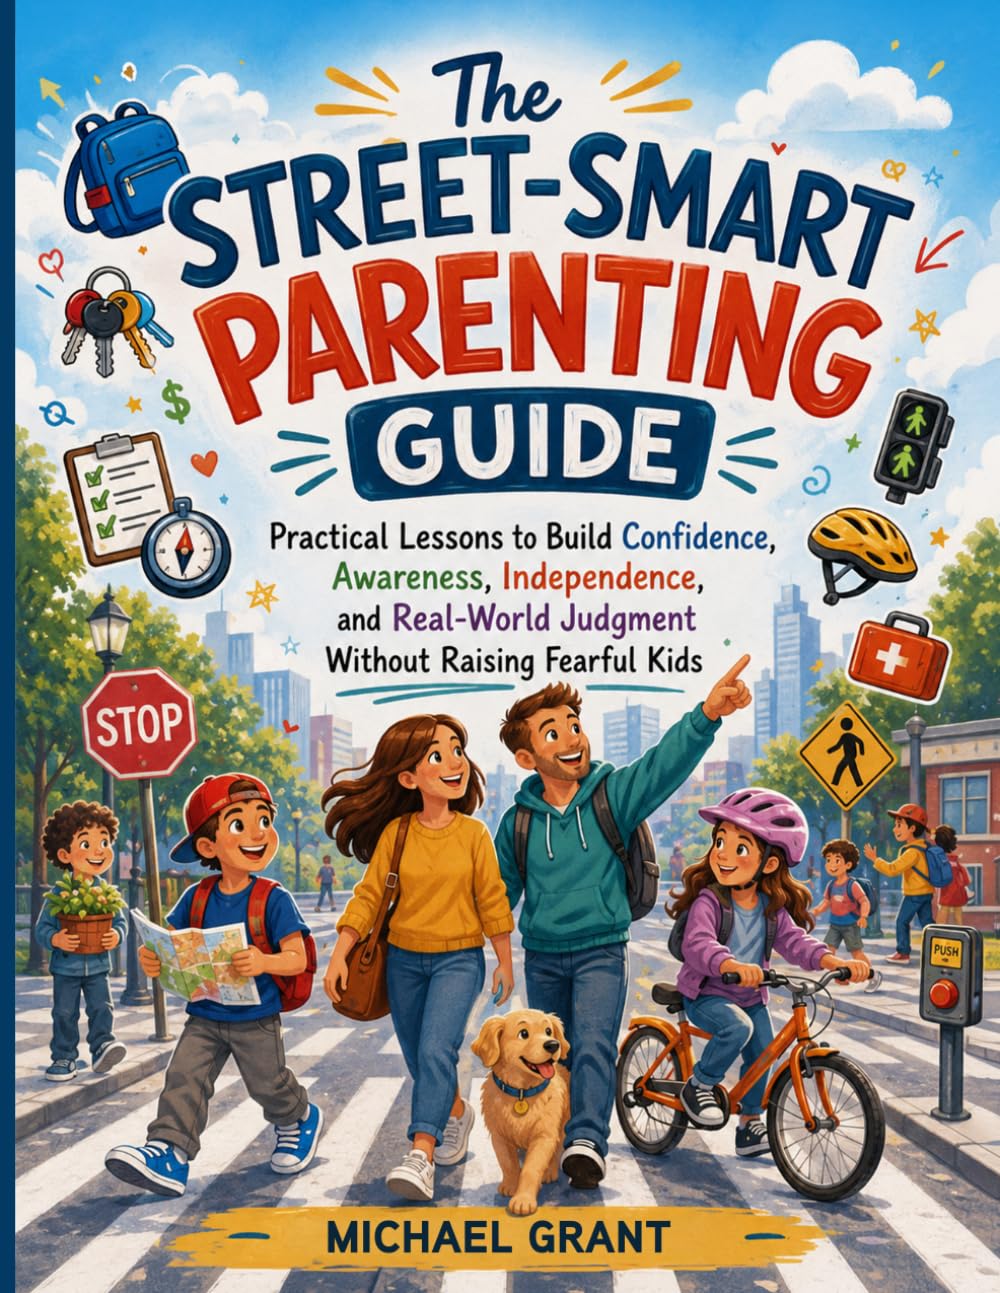 The
STREET-SMART
PARENTING
GUIDE
Practical Lessons to Build Confidence,
Awareness, Independence,
and Real-World Judgment
Without Raising Fearful Kids
$
STOP
PUSH
MICHAEL GRANT